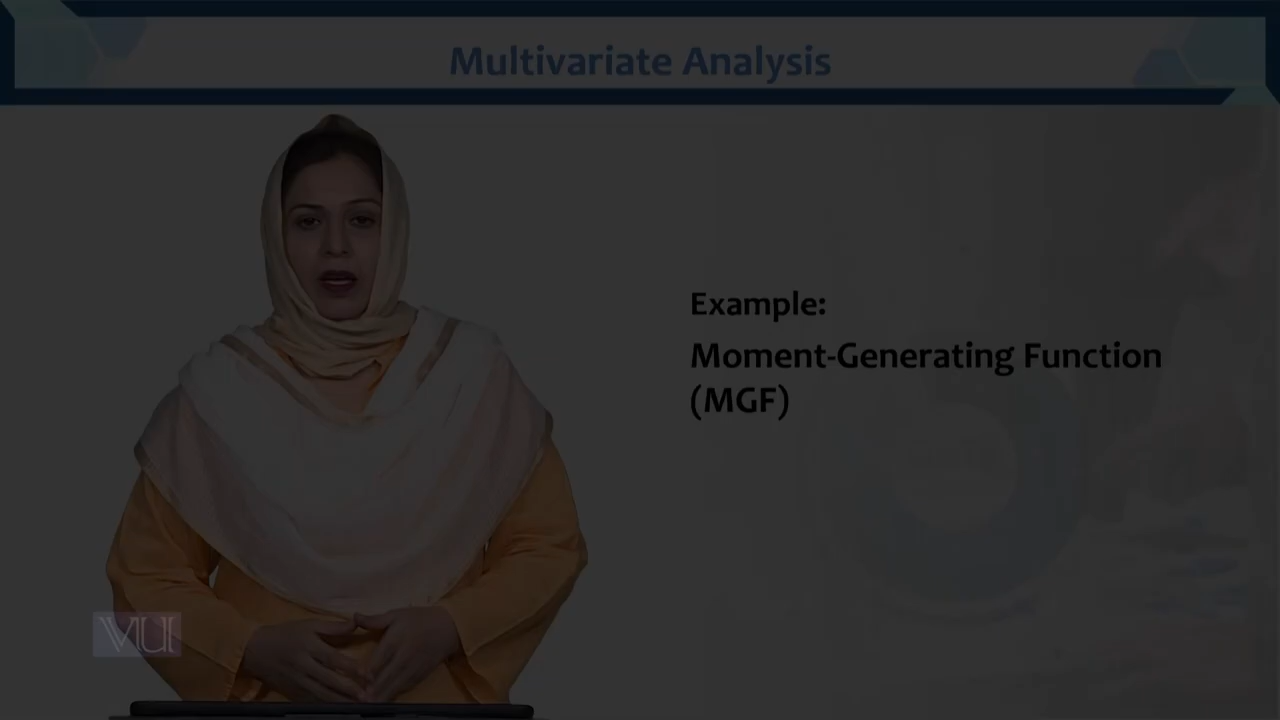 Multivariate Analysis
Example:
Moment-Generating Function
(MGF)
VU